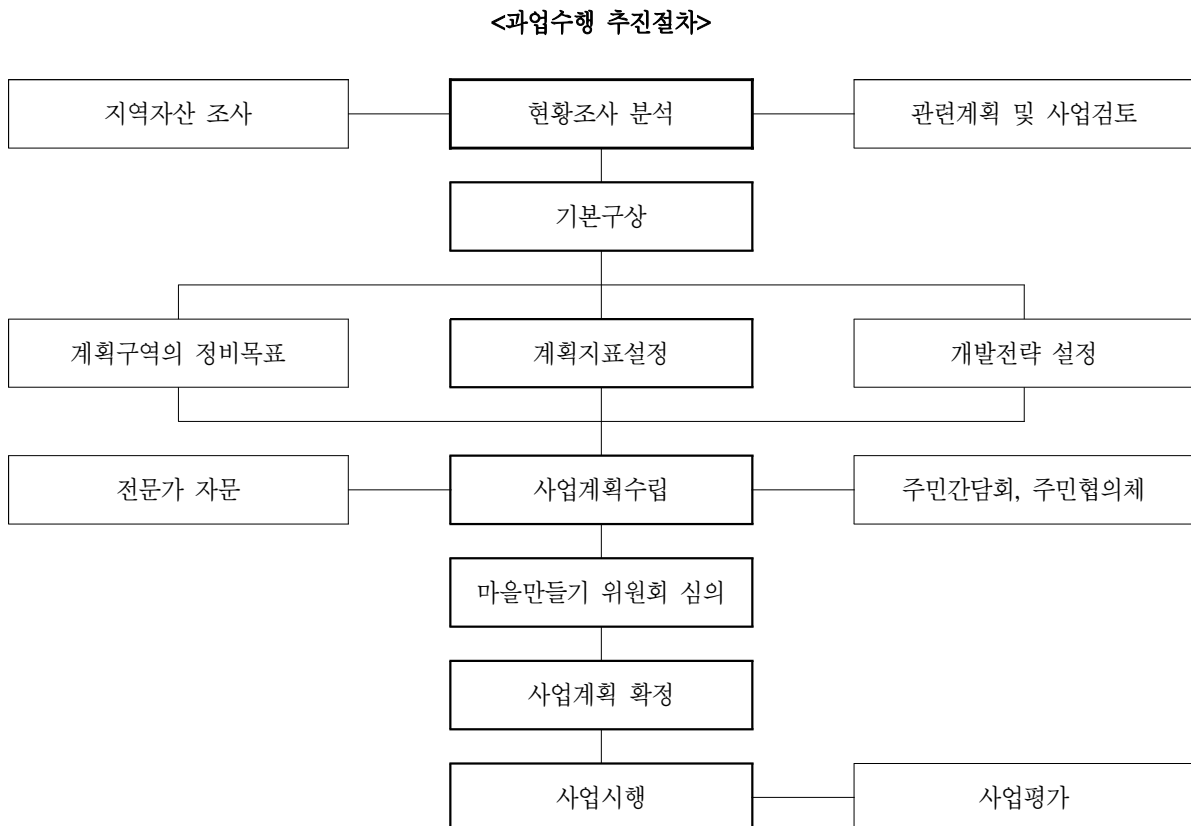 <과업수행 추진절차>
지역자산 조사
현황조사 분석
관련계획 및 사업검토
기본구상
계획구역의 정비목표
계획지표설정
개발전략 설정
전문가 자문
사업계획수립
주민간담회, 주민협의체
마을만들기 위원회 심의
사업계획 확정
사업시행
사업평가